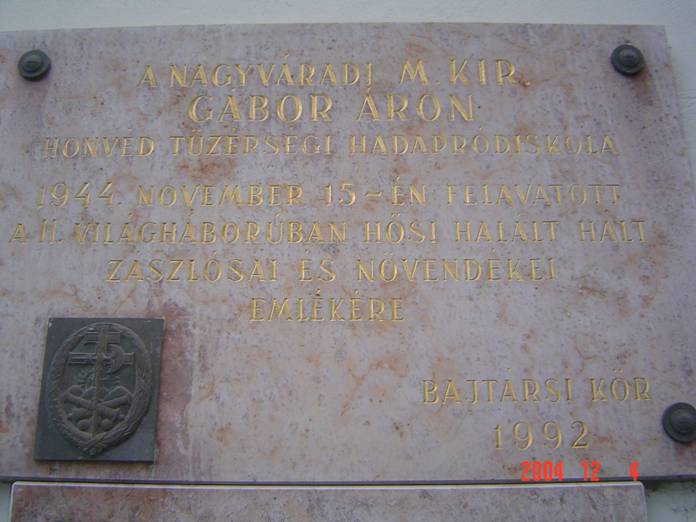 A NAGYVÁRADI M. KIR.
GÁBOR ÁRON
HONVÉD TÜZÉRSÉGI HADAPRÓDISKOLA
1944. NOVEMBER 15-ÉN FELAVATOTT
A II. VILÁGHÁBORÚBAN HŐSI HALÁLT HALT
ZÁSZLÓSAI ÉS NÖVENDÉKEI
EMLÉKÉRE
BAJTÁRSI KÖR
1992
2004 12 4